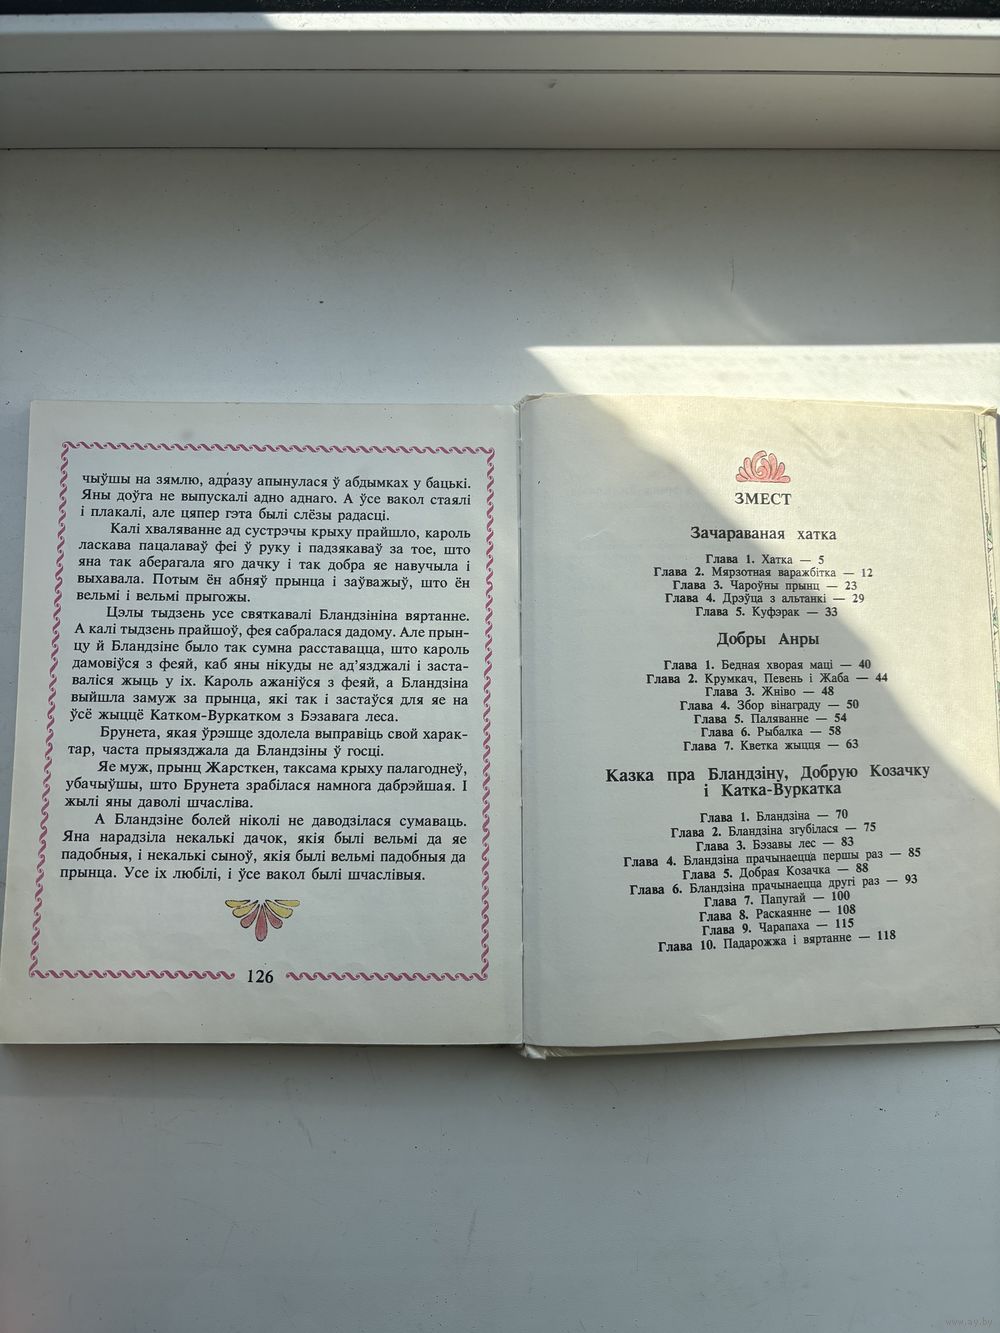 чыўшы на зямлю, адразу апынулася ў абдымках у бацькі.
Яны доўга не выпускалі адно аднаго. А ўсе вакол стаялі
і плакалі, але цяпер гэта былі слёзы радасці.
Калі хваляванне ад сустрэчы крыху прайшло, кароль
ласкава пацалаваў феі ў руку і падзякаваў за тое, што
яна так аберагала яго дачку і так добра яе навучыла і
выхавала. Потым ён абняў прынца і заўважыў, што ён
вельмі і вельмі прыгожы.
Цэлы тыдзень усе святкавалі Бландзініна вяртанне.
А калі тыдзень прайшоў, фея сабралася дадому. Але прын-
цу й Бландзіне было так сумна расставацца, што кароль
дамовіўся з феяй, каб яны нікуды не ад'язджалі і заста-
валіся жыць у іх. Кароль ажаніўся з феяй, а Бландзіна
выйшла замуж за прынца, які так і застаўся для яе на
ўсё жыццё Катком-Вуркатком з Бэзавага леса.
Брунета, якая ўрэшце здолела выправіць свой харак-
тар, часта прыязджала да Бландзіны ў госці.
Яе муж, прынц Жарсткен, таксама крыху палагоднеў,
убачыўшы, што Брунета зрабілася намнога дабрэйшая. І
жылі яны даволі шчасліва.
А Бландзіне болей ніколі не даводзілася сумаваць.
Яна нарадзіла некалькі дачок, якія былі вельмі да яе
падобныя, і некалькі сыноў, якія былі вельмі падобныя да
прынца. Усе іх любілі, і ўсе вакол былі шчаслівыя.
126
ЗМЕСТ
Зачараваная хатка
Глава 1. Хатка — 5
Глава 2. Мярзотная варажбітка — 12
Глава 3. Чароўны прынц — 23
Глава 4. Дрэўца з альтанкі — 29
Глава 5. Куфэрак — 33
Добры Анры
Глава 1. Бедная хворая маці — 40
Глава 2. Крумкач, Певень і Жаба — 44
Глава 3. Жніво — 48
Глава 4. Збор вінаграду — 50
Глава 5. Паляванне — 54
Глава 6. Рыбалка — 58
Глава 7. Кветка жыцця — 63
Казка пра Бландзіну, Добрую Козачку
і Катка-Вуркатка
Глава 1. Бландзіна — 70
Глава 2. Бландзіна згубілася — 75
Глава 3. Бэзавы лес — 83
Глава 4. Бландзіна прачынаецца першы раз — 85
Глава 5. Добрая Козачка — 88
Глава 6. Бландзіна прачынаецца другі раз — 93
Глава 7. Папугай — 100
Глава 8. Раскаянне — 108
Глава 9. Чарапаха — 115
Глава 10. Падарожжа і вяртанне — 118
www.ay.by